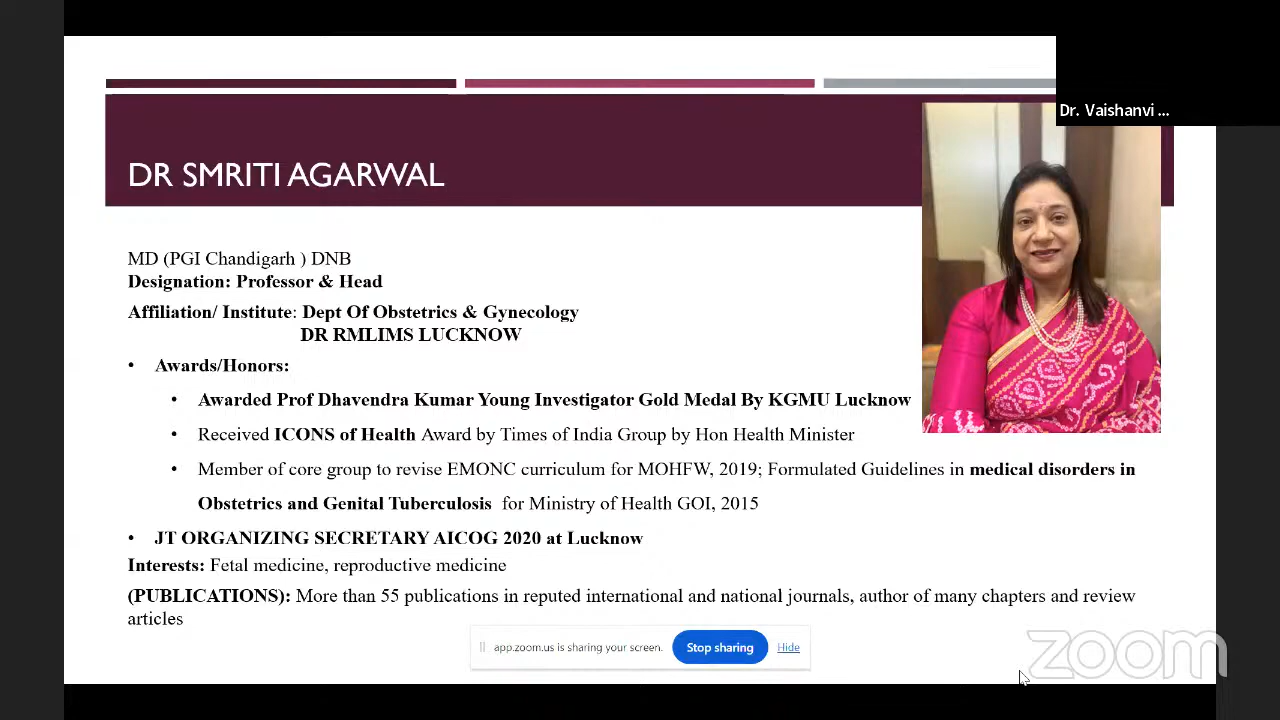 Dr. Vaishanvi ...
DR SMRITI AGARWAL
MD (PGI Chandigarh ) DNB
Designation: Professor & Head
Affiliation/ Institute: Dept Of Obstetrics & Gynecology
DR RMLIMS LUCKNOW
• Awards/Honors:
• Awarded Prof Dhavendra Kumar Young Investigator Gold Medal By KGMU Lucknow
• Received ICONS of Health Award by Times of India Group by Hon Health Minister
• Member of core group to revise EMONC curriculum for MOHFW, 2019; Formulated Guidelines in medical disorders in
Obstetrics and Genital Tuberculosis for Ministry of Health GOI, 2015
• JT ORGANIZING SECRETARY AICOG 2020 at Lucknow
Interests: Fetal medicine, reproductive medicine
(PUBLICATIONS): More than 55 publications in reputed international and national journals, author of many chapters and review
articles
app.zoom.us is sharing your screen. Stop sharing Hide
zoom